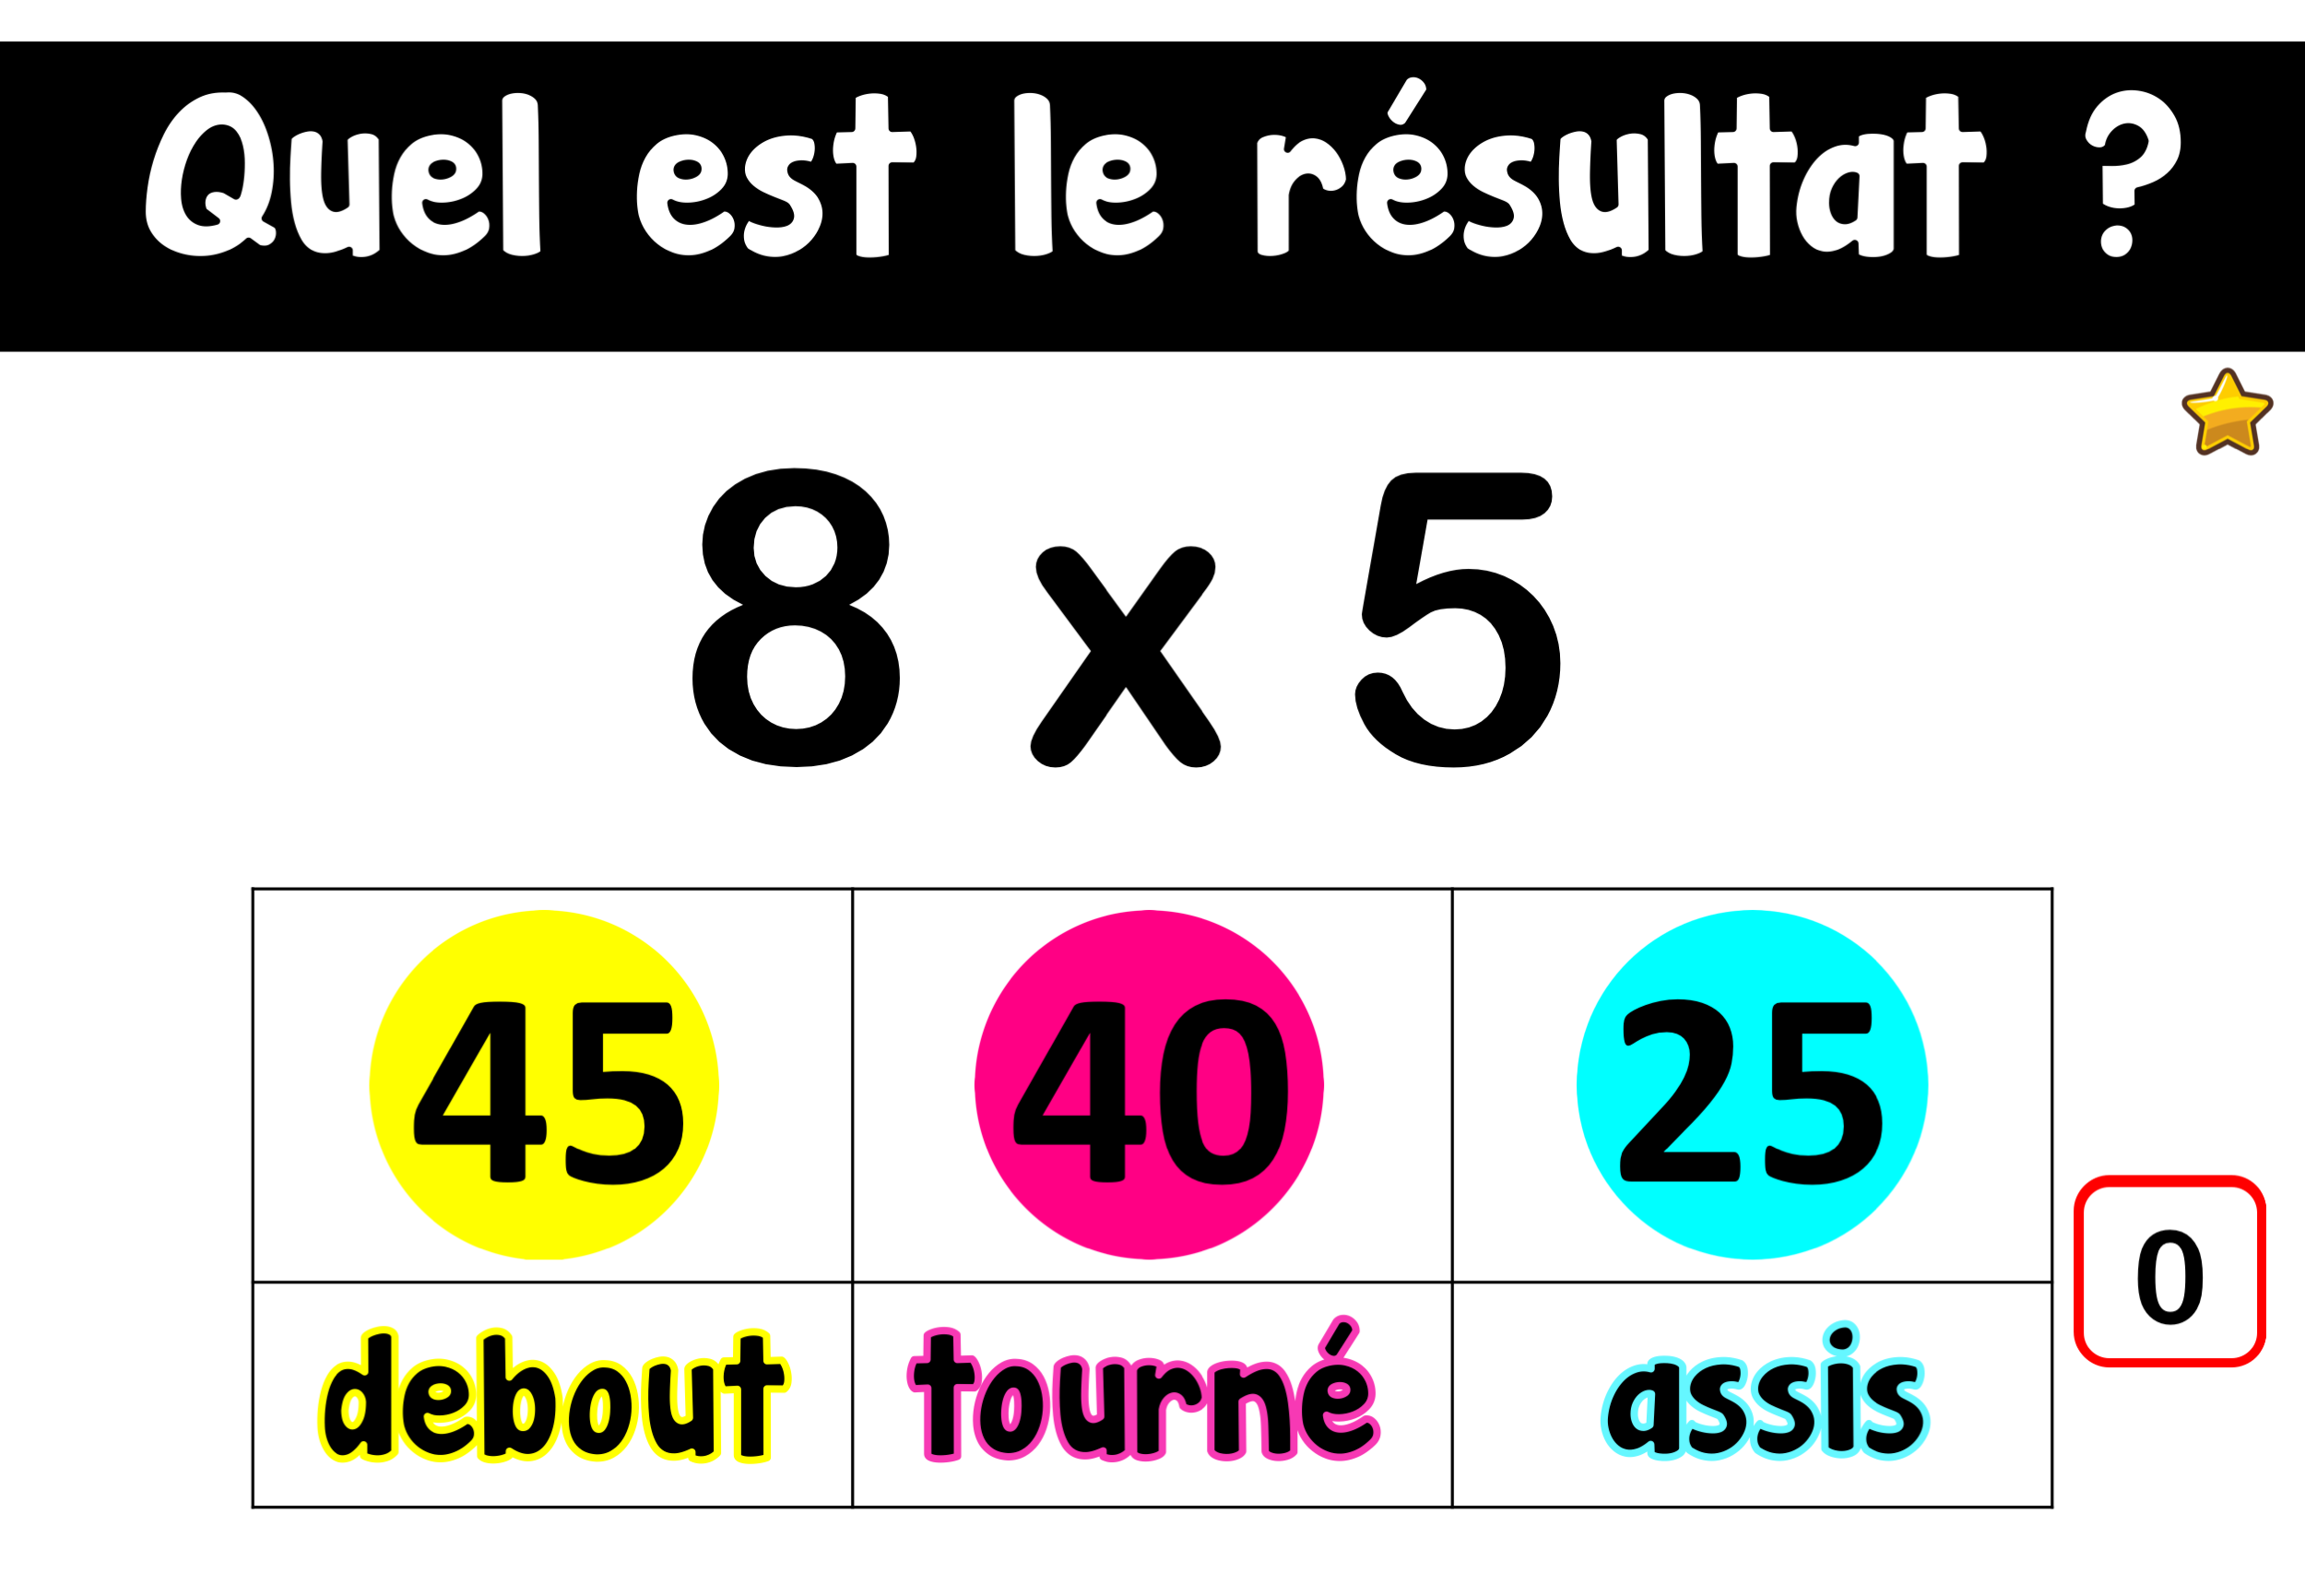 Quel est le résultat ?
8 x 5
45 40 25
0
debout tourné assis